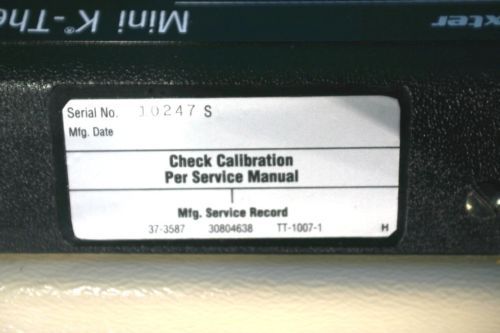 Mini K®-The
xter
Serial No. 10247 S
Mfg. Date
Check Calibration
Per Service Manual
Mfg. Service Record
37-3587 30804638 TT-1007-1 H